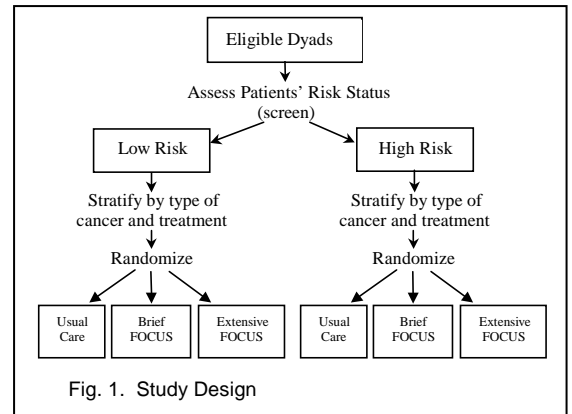 Eligible Dyads
Assess Patients' Risk Status
(screen)
Low Risk
High Risk
Stratify by type of
cancer and treatment
Stratify by type of
cancer and treatment
Randomize
Randomize
Usual
Care
Brief
FOCUS
Extensive
FOCUS
Usual
Care
Brief
FOCUS
Extensive
FOCUS
Fig. 1. Study Design